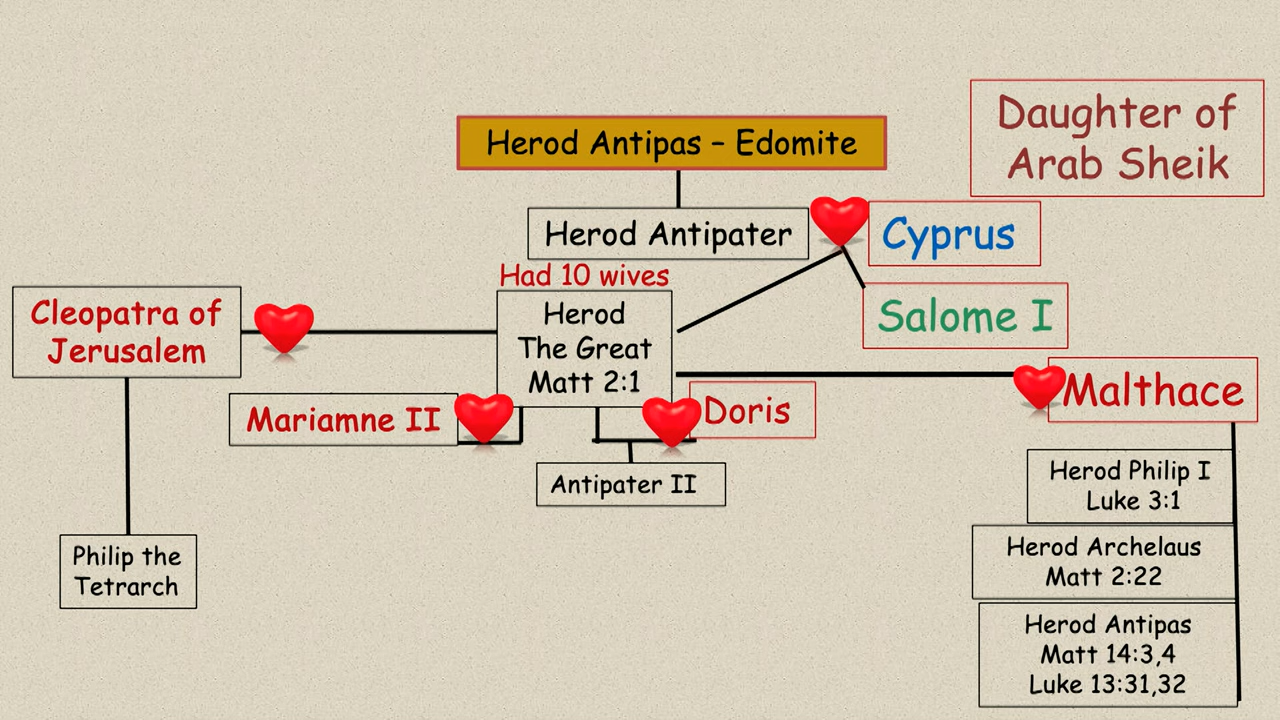 Daughter of
Arab Sheik
Herod Antipas – Edomite
Herod Antipater
Cyprus
Had 10 wives
Cleopatra of
Jerusalem
Herod
The Great
Matt 2:1
Salome I
Malthace
Mariamne II
Doris
Antipater II
Herod Philip I
Luke 3:1
Herod Archelaus
Matt 2:22
Philip the
Tetrarch
Herod Antipas
Matt 14:3,4
Luke 13:31,32